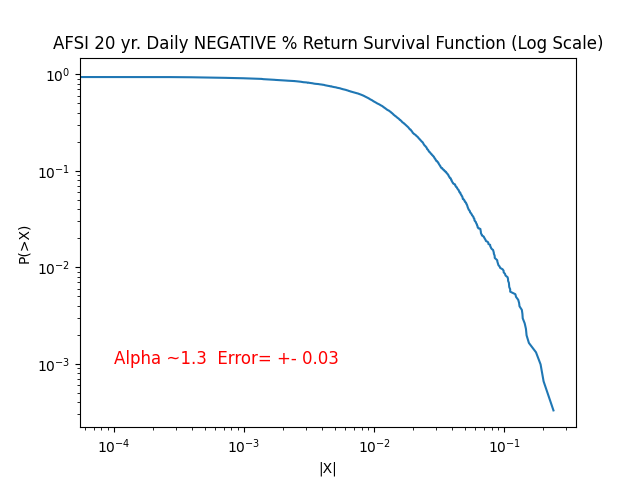 AFSI 20 yr. Daily NEGATIVE % Return Survival Function (Log Scale)
10⁰
10⁻¹
10⁻²
10⁻³
P(>X)
Alpha ~1.3  Error= +- 0.03
10⁻⁴
10⁻³
10⁻²
10⁻¹
|X|